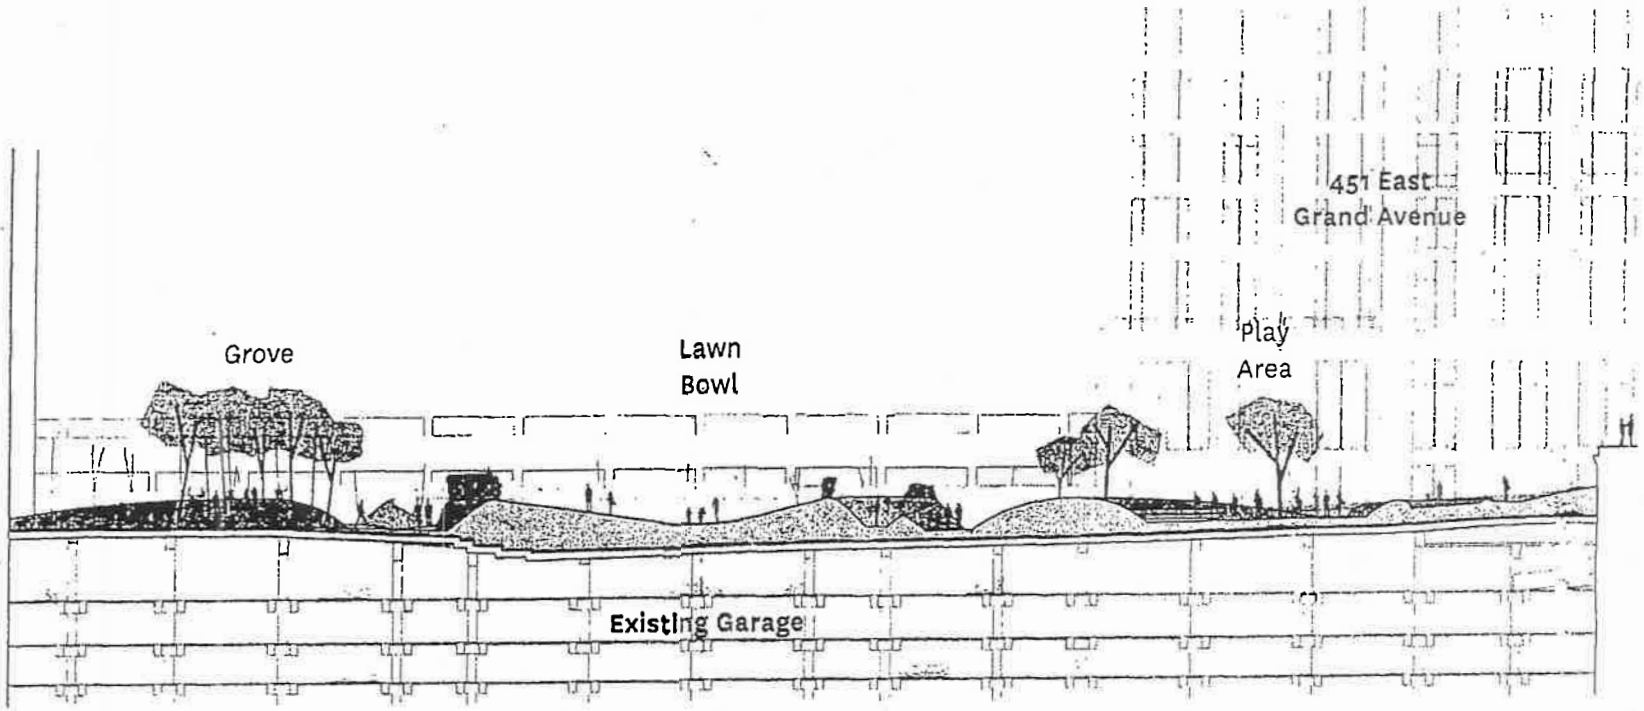 451 East
Grand Avenue
Play
Area
Grove
Lawn
Bowl
Existing Garage